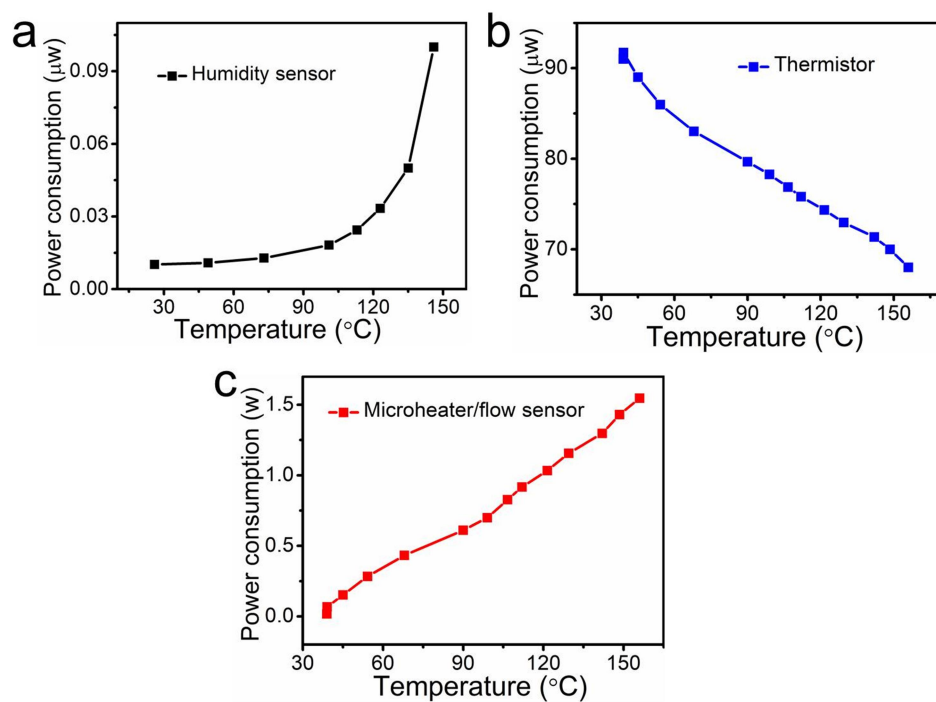 a
Power consumption (μw)
0.09
0.06
0.03
0.00
Humidity sensor
0 30 60 90 120 150
Temperature (°C)
b
Power consumption (μw)
90
80
70
Thermistor
30 60 90 120 150
Temperature (°C)
c
Power consumption (w)
1.5
1.0
0.5
0.0
Microheater/flow sensor
30 60 90 120 150
Temperature (°C)